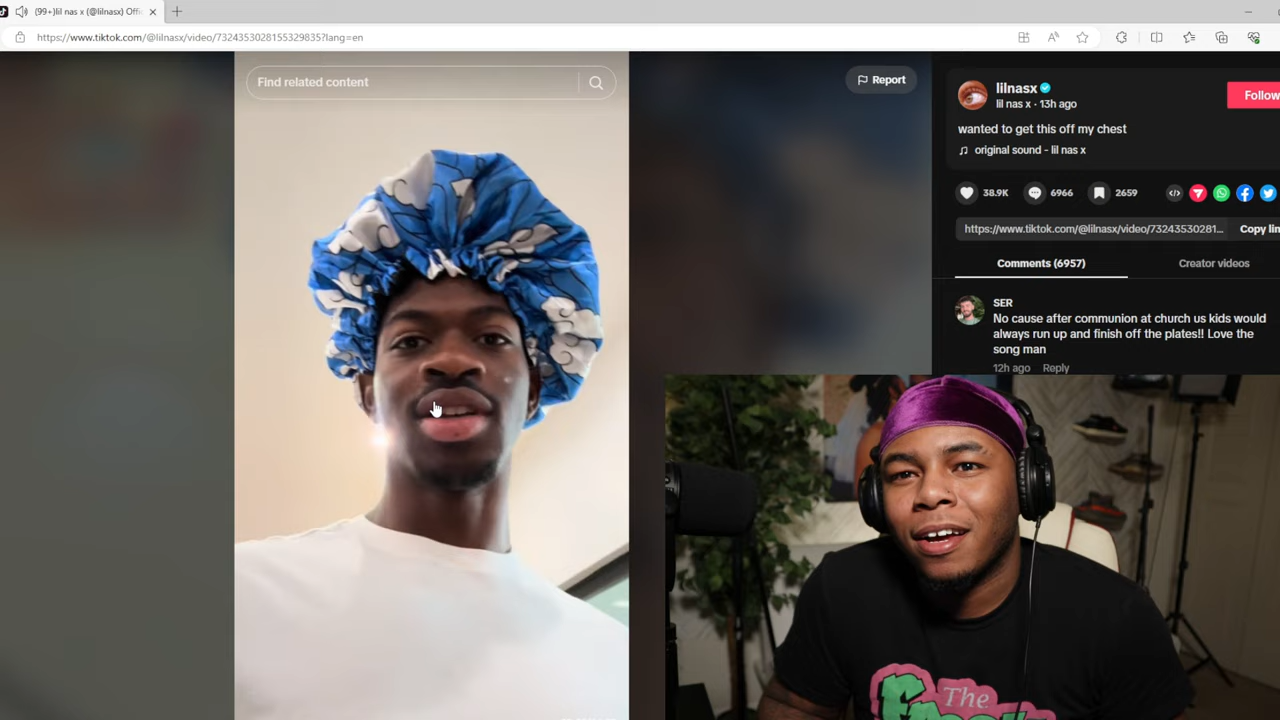 (99+)lil nas x (@lilnasx) Offi
https://www.tiktok.com/@lilnasx/video/7324353028155329835?lang=en
Find related content
Report
lilnasx
lil nas x · 13h ago
Follow
wanted to get this off my chest
original sound - lil nas x
38.9K
6966
2659
https://www.tiktok.com/@lilnasx/video/73243530281...
Copy lin
Comments (6957)
Creator videos
SER
No cause after communion at church us kids would
always run up and finish off the plates!! Love the
song man
12h ago
Reply
The